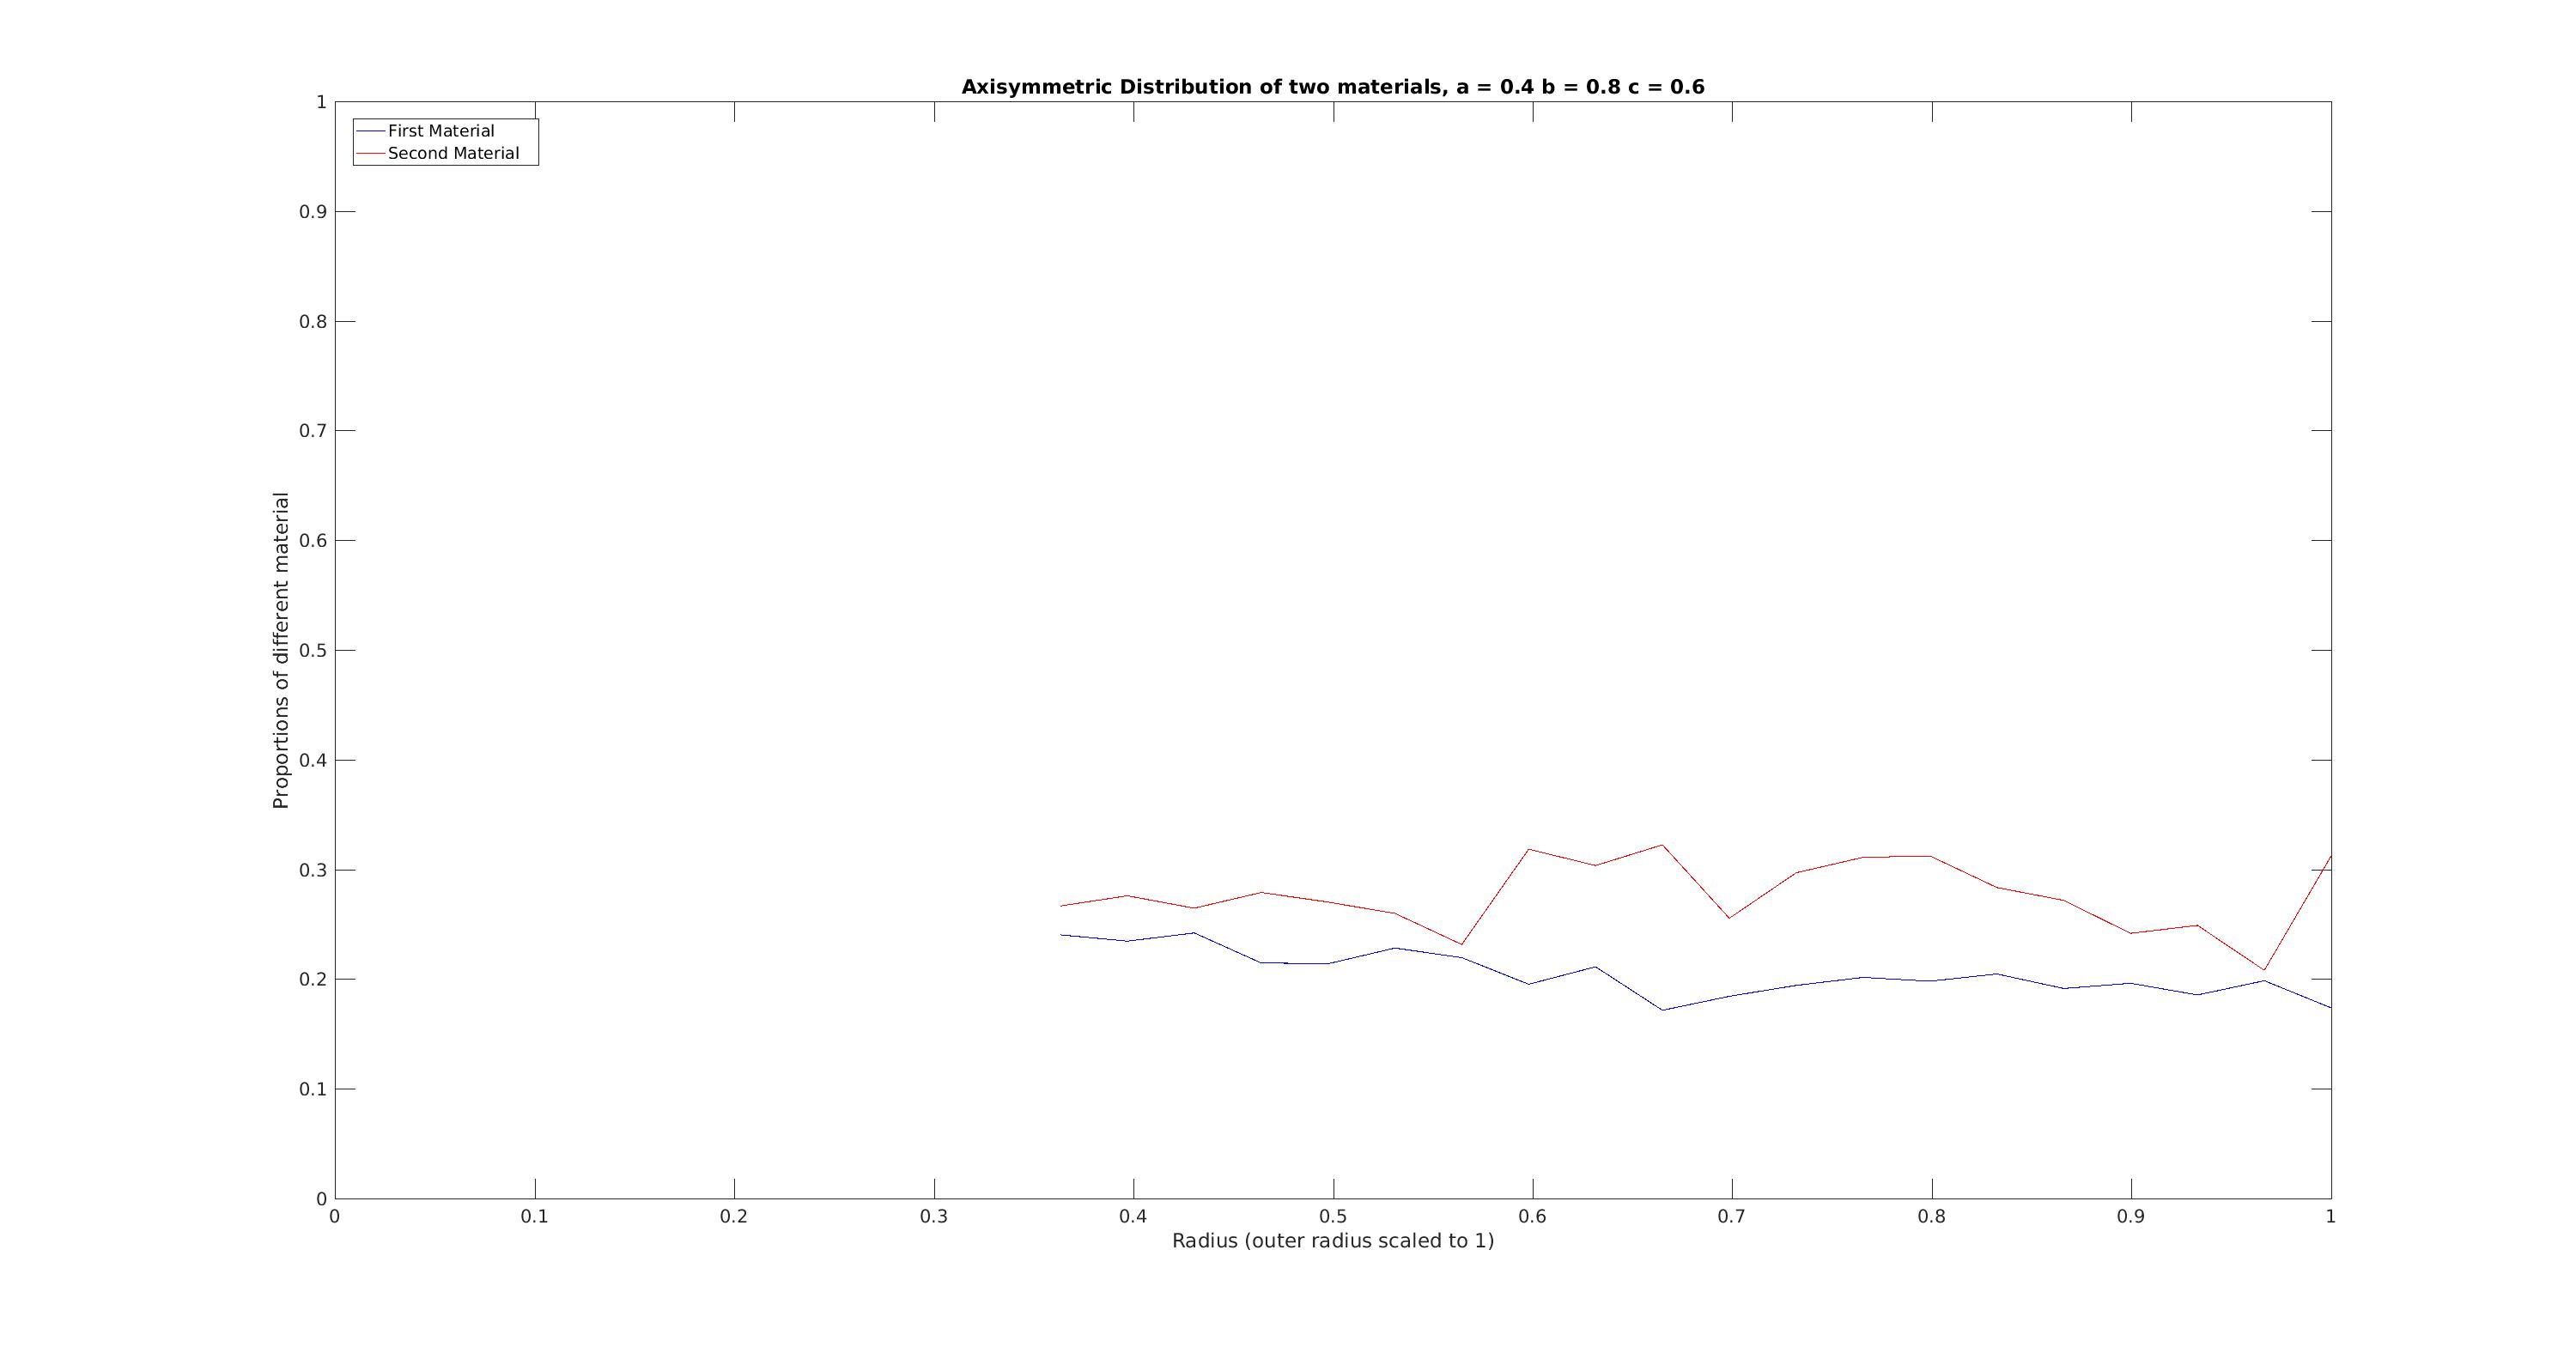 Axisymmetric Distribution of two materials, a = 0.4 b = 0.8 c = 0.6
First Material
Second Material
Proportions of different material
1
0.9
0.8
0.7
0.6
0.5
0.4
0.3
0.2
0.1
0
0 0.1 0.2 0.3 0.4 0.5 0.6 0.7 0.8 0.9 1
Radius (outer radius scaled to 1)